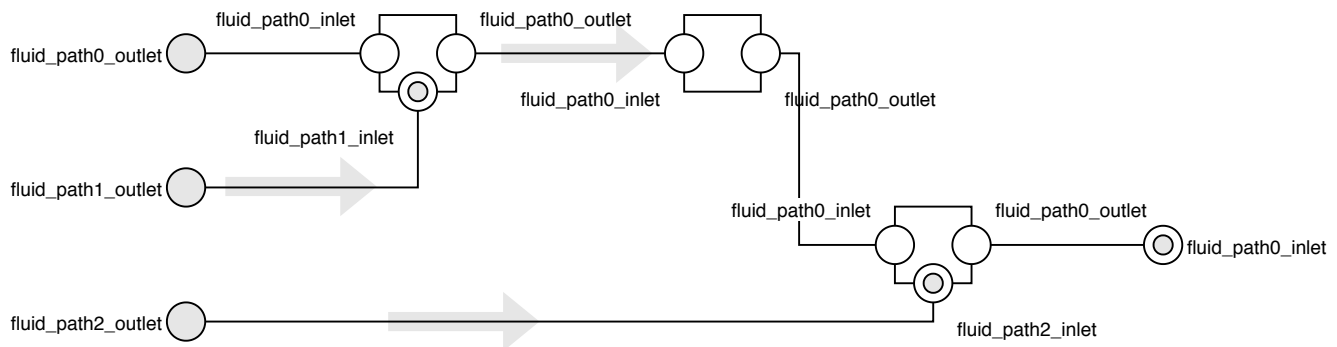 fluid_path0_inlet
fluid_path0_outlet
fluid_path0_outlet
fluid_path0_inlet
fluid_path0_outlet
fluid_path1_inlet
fluid_path1_outlet
fluid_path0_inlet
fluid_path0_outlet
fluid_path0_inlet
fluid_path2_outlet
fluid_path2_inlet